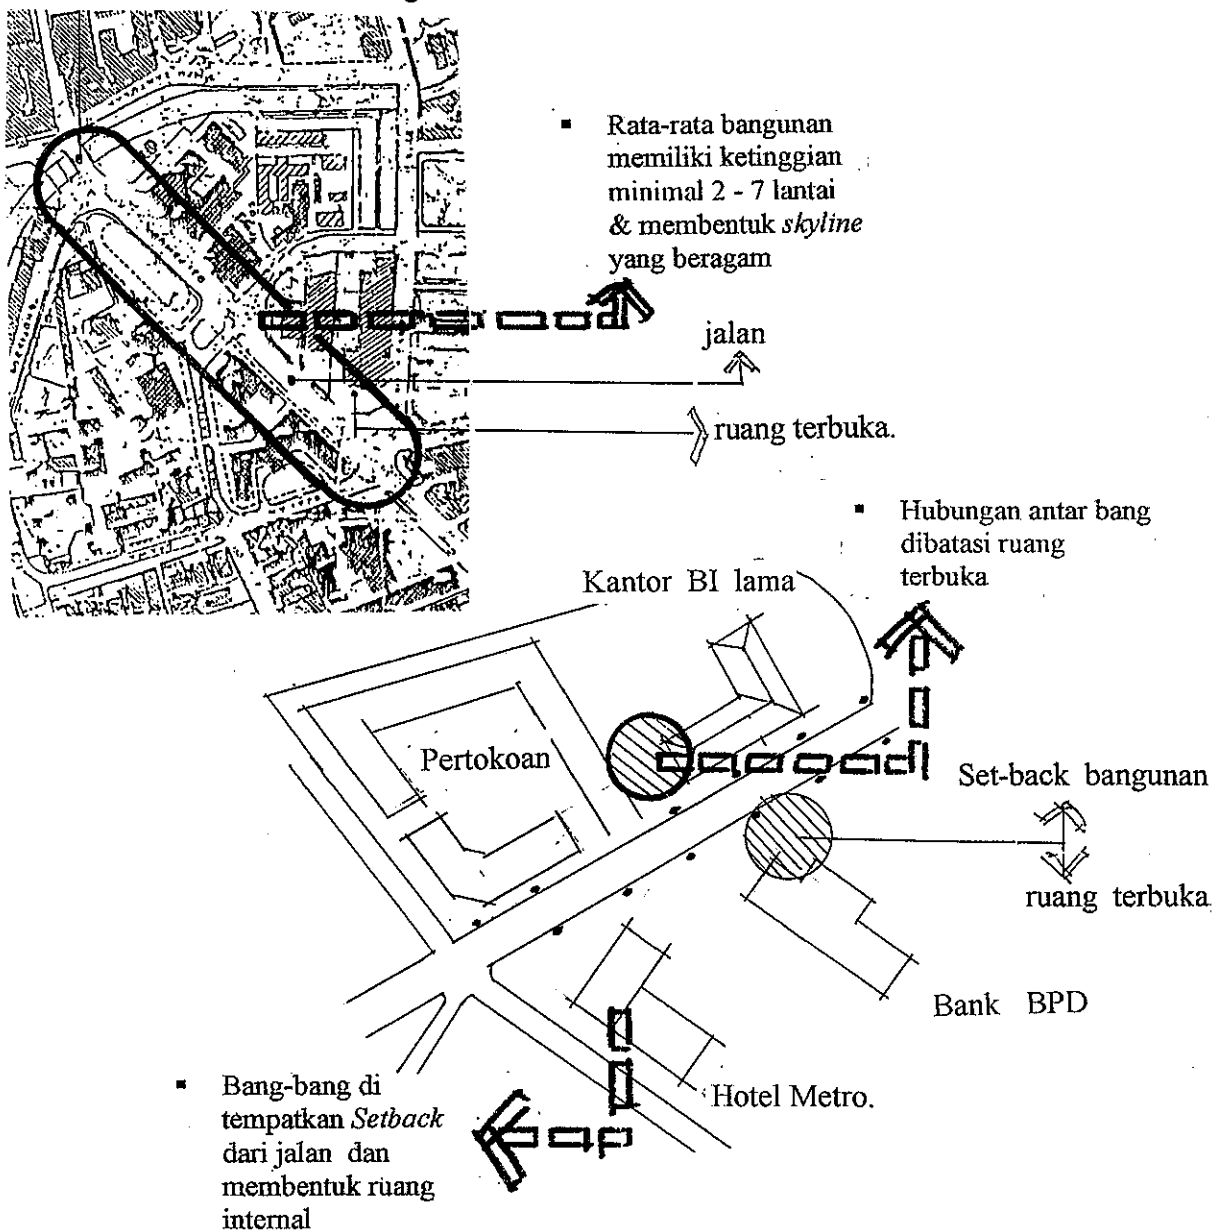 ▪ Rata-rata bangunan
memiliki ketinggian
minimal 2 - 7 lantai
& membentuk skyline
yang beragam
jalan
ruang terbuka.
▪ Hubungan antar bang
dibatasi ruang
terbuka
Kantor BI lama
Pertokoan
Set-back bangunan
ruang terbuka
Bank BPD
Hotel Metro.
▪ Bang-bang di
tempatkan Setback
dari jalan dan
membentuk ruang
internal